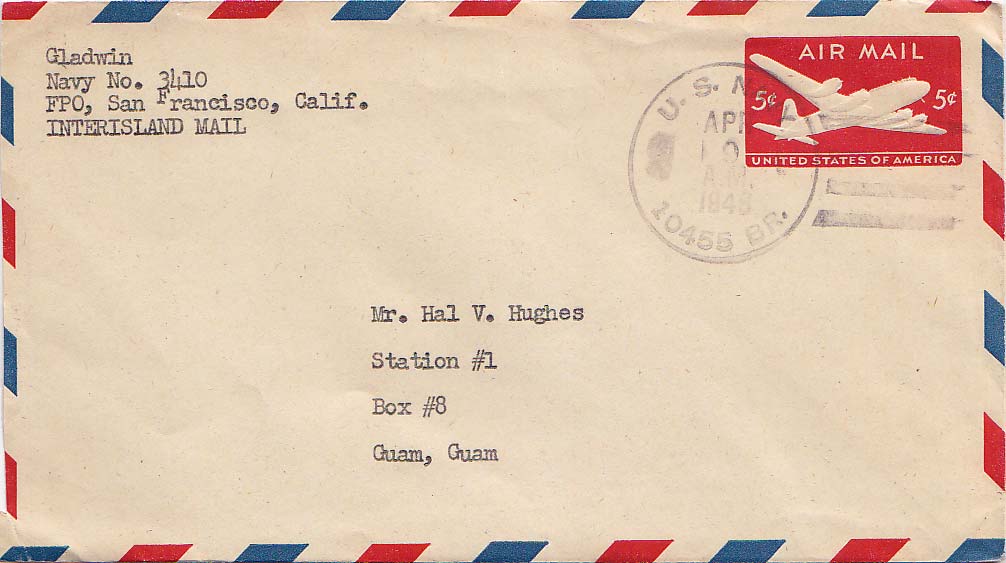 Gladwin
Navy No. 3410
FPO, San Francisco, Calif.
INTERISLAND MAIL
AIR MAIL
5¢ 5¢
UNITED STATES OF AMERICA
U. S. N
APR
A.M.
10455 BR.
Mr. Hal V. Hughes
Station #1
Box #8
Guam, Guam